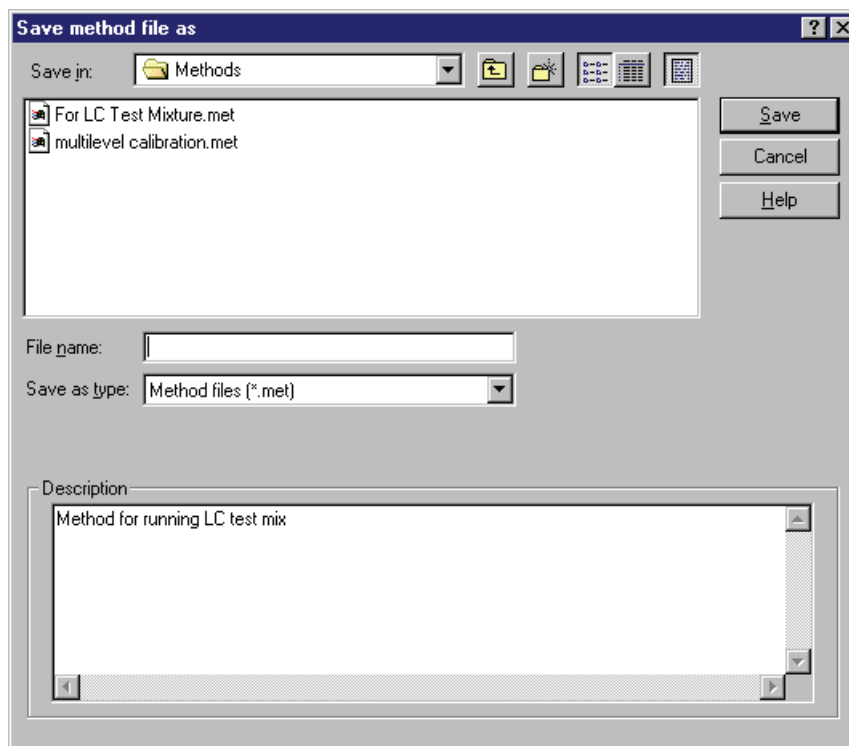 Save method file as
Save in:
Methods
For LC Test Mixture.met
multilevel calibration.met
Save
Cancel
Help
File name:
Save as type:
Method files (*.met)
Description
Method for running LC test mix